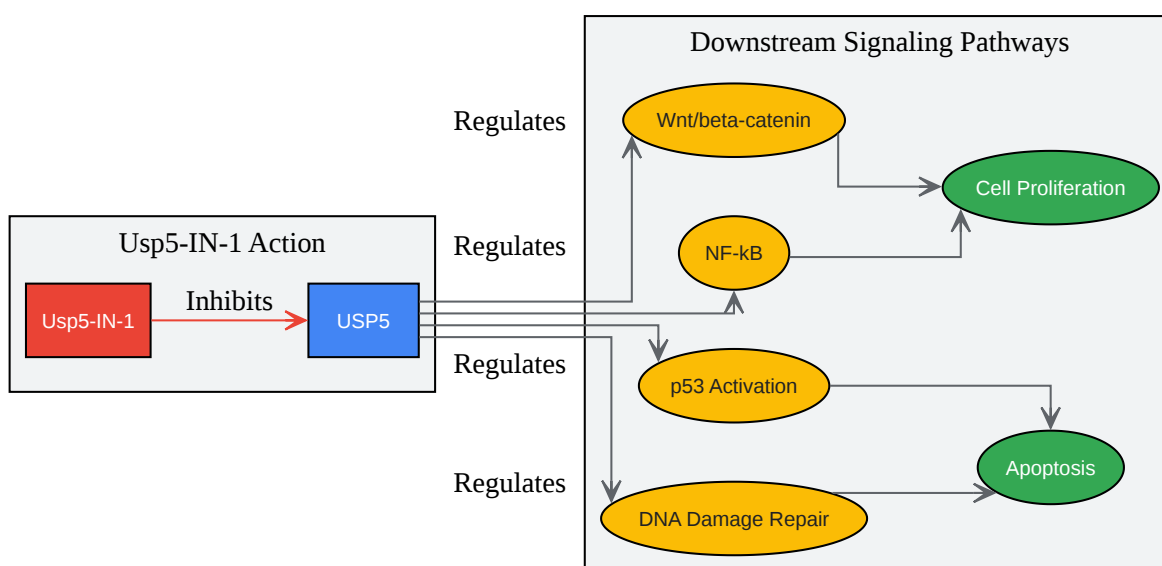 Downstream Signaling Pathways
Regulates
Wnt/beta-catenin
Cell Proliferation
Usp5-IN-1 Action
Regulates
NF-kB
Usp5-IN-1
Inhibits
USP5
Regulates
p53 Activation
Apoptosis
Regulates
DNA Damage Repair